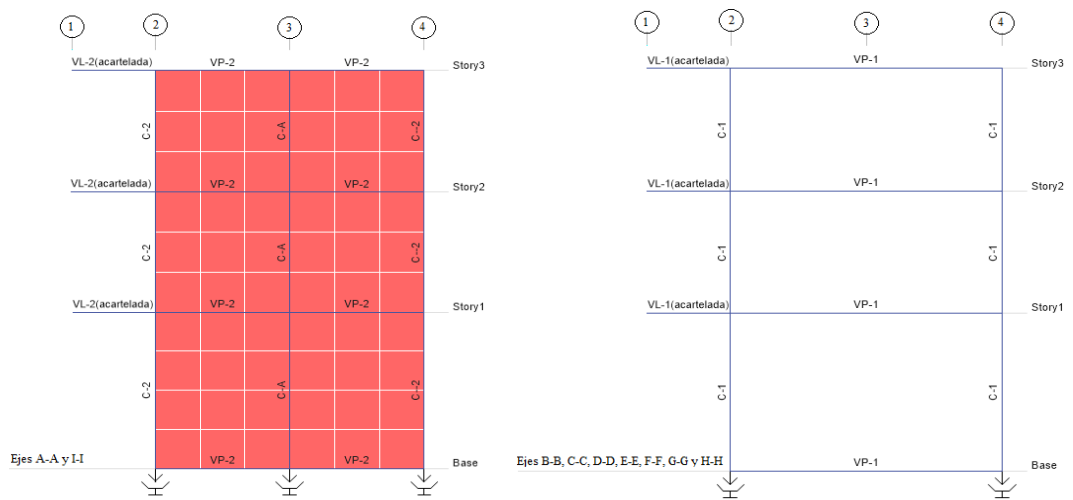 1 2 3 4
VL-2(acartelada) VP-2 VP-2 Story3
C-2 C-A C-2
VL-2(acartelada) VP-2 VP-2 Story2
C-2 C-A C-2
VL-2(acartelada) VP-2 VP-2 Story1
C-2 C-A C-2
Ejes A-A y I-I VP-2 VP-2 Base
1 2 3 4
VL-1(acartelada) VP-1 Story3
C-1 C-1
VL-1(acartelada) VP-1 Story2
C-1 C-1
VL-1(acartelada) VP-1 Story1
C-1 C-1
Ejes B-B, C-C, D-D, E-E, F-F, G-G y H-H VP-1 Base